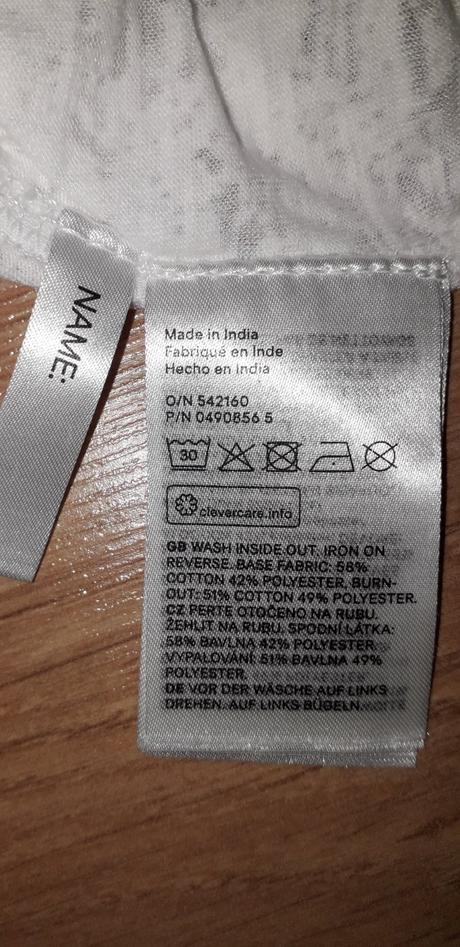 NAME:
Made in India
Fabriqué en Inde
Hecho en India
O/N 542160
P/N 0490856 5
30
clevercare.info
GB WASH INSIDE OUT. IRON ON
REVERSE. BASE FABRIC: 58%
COTTON 42% POLYESTER, BURN-
OUT: 51% COTTON 49% POLYESTER.
CZ PERTE OTOČENO NA RUBU.
ŽEHLIT NA RUBU. SPODNÍ LÁTKA:
58% BAVLNA 42% POLYESTER
VYPALOVÁNÍ: 51% BAVLNA 49%
POLYESTER
DE VOR DER WÄSCHE AUF LINKS
DREHEN. AUF LINKS BÜGELN.